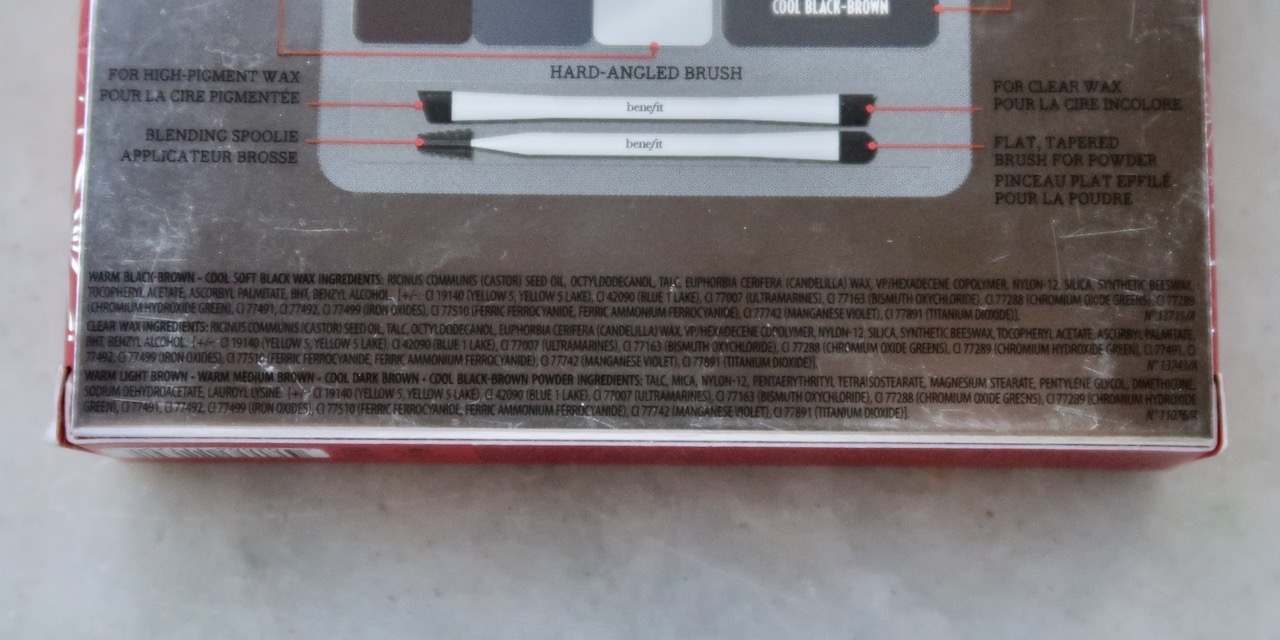 COOL BLACK-BROWN
HARD-ANGLED BRUSH
FOR HIGH-PIGMENT WAX
POUR LA CIRE PIGMENTÉE
benefit
FOR CLEAR WAX
POUR LA CIRE INCOLORE
BLENDING SPOOLIE
APPLICATEUR BROSSE
benefit
FLAT, TAPERED
BRUSH FOR POWDER
PINCEAU PLAT EFFILÉ
POUR LA POUDRE
WARM BLACK-BROWN - COOL SOFT BLACK WAX INGREDIENTS: RICINUS COMMUNIS (CASTOR) SEED OIL, OCTYLDODECANOL, TALC, EUPHORBIA CERIFERA (CANDELILLA) WAX, VP/HEXADECENE COPOLYMER, NYLON-12, SILICA, SYNTHETIC BEESWAX,
TOCOPHERYL ACETATE, ASCORBYL PALMITATE, BHT, BENZYL ALCOHOL. [+/-: CI 19140 (YELLOW 5, YELLOW 5 LAKE), CI 42090 (BLUE 1 LAKE), CI 77007 (ULTRAMARINES), CI 77163 (BISMUTH OXYCHLORIDE), CI 77288 (CHROMIUM OXIDE GREENS), CI 77289
(CHROMIUM HYDROXIDE GREEN), CI 77491, CI 77492, CI 77499 (IRON OXIDES), CI 77510 (FERRIC FERROCYANIDE, FERRIC AMMONIUM FERROCYANIDE), CI 77742 (MANGANESE VIOLET), CI 77891 (TITANIUM DIOXIDE)].
CLEAR WAX INGREDIENTS: RICINUS COMMUNIS (CASTOR) SEED OIL, TALC, OCTYLDODECANOL, EUPHORBIA CERIFERA (CANDELILLA) WAX, VP/HEXADECENE COPOLYMER, NYLON-12, SILICA, SYNTHETIC BEESWAX, TOCOPHERYL ACETATE, ASCORBYL PALMITATE,
BHT, BENZYL ALCOHOL. [+/-: CI 19140 (YELLOW 5, YELLOW 5 LAKE), CI 42090 (BLUE 1 LAKE), CI 77007 (ULTRAMARINES), CI 77163 (BISMUTH OXYCHLORIDE), CI 77288 (CHROMIUM OXIDE GREENS), CI 77289 (CHROMIUM HYDROXIDE GREEN), CI 77491, CI
77492, CI 77499 (IRON OXIDES), CI 77510 (FERRIC FERROCYANIDE, FERRIC AMMONIUM FERROCYANIDE), CI 77742 (MANGANESE VIOLET), CI 77891 (TITANIUM DIOXIDE)].
WARM LIGHT BROWN - WARM MEDIUM BROWN - COOL DARK BROWN - COOL BLACK-BROWN POWDER INGREDIENTS: TALC, MICA, NYLON-12, PENTAERYTHRITYL TETRAISOSTEARATE, MAGNESIUM STEARATE, PENTYLENE GLYCOL, DIMETHICONE,
SODIUM DEHYDROACETATE, LAUROYL LYSINE. [+/-: CI 19140 (YELLOW 5, YELLOW 5 LAKE), CI 42090 (BLUE 1 LAKE), CI 77007 (ULTRAMARINES), CI 77163 (BISMUTH OXYCHLORIDE), CI 77288 (CHROMIUM OXIDE GREENS), CI 77289 (CHROMIUM HYDROXIDE
GREEN), CI 77491, CI 77492, CI 77499 (IRON OXIDES), CI 77510 (FERRIC FERROCYANIDE, FERRIC AMMONIUM FERROCYANIDE), CI 77742 (MANGANESE VIOLET), CI 77891 (TITANIUM DIOXIDE)].